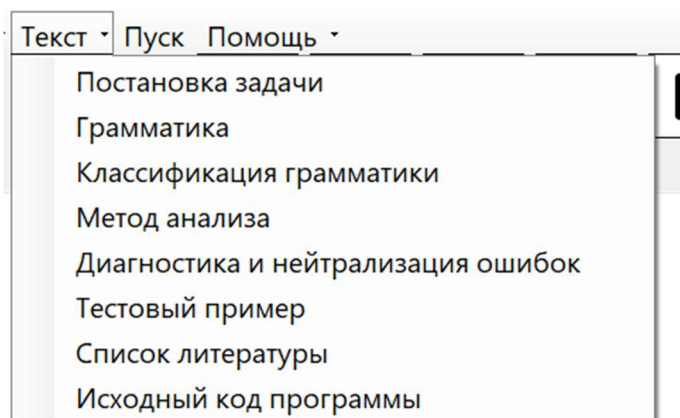 Текст Пуск Помощь
Постановка задачи
Грамматика
Классификация грамматики
Метод анализа
Диагностика и нейтрализация ошибок
Тестовый пример
Список литературы
Исходный код программы